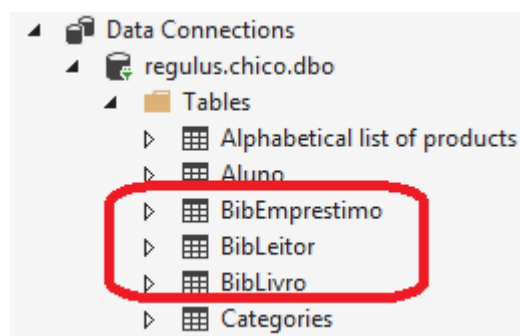 Data Connections
regulus.chico.dbo
Tables
Alphabetical list of products
Aluno
BibEmprestimo
BibLeitor
BibLivro
Categories